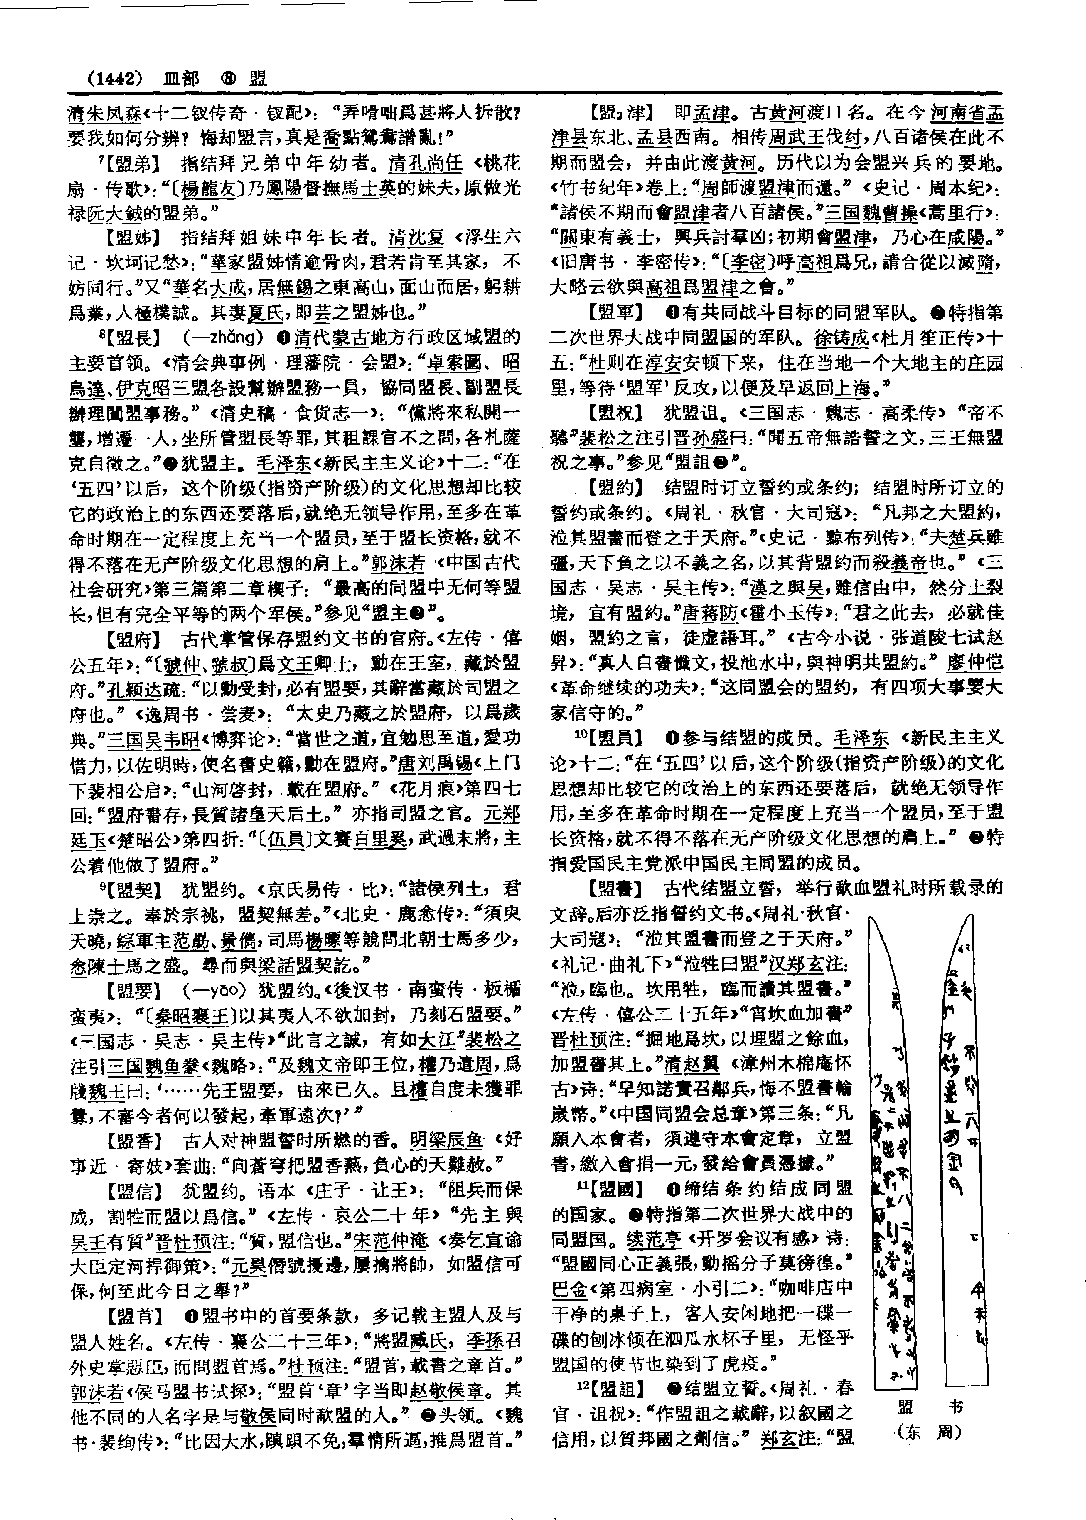 (1442) 皿部 ⑧ 盟
清朱凤森《十二钗传奇·钗配》：“弄嘴咄爲甚將人拆散？
要我如何分辨？悔却盟言，真是喬點鴛鴦譜亂！”
7【盟弟】 指结拜兄弟中年幼者。清孔尚任《桃花
扇·传歌》：“〔楊龍友〕乃鳳陽督撫馬士英的妹夫，原做光
禄阮大鋮的盟弟。”
【盟姊】 指结拜姐妹中年长者。清沈复《浮生六
记·坎坷记愁》：“華家盟姊情逾骨肉，君若肯至其家，不
妨同行。”又“華名大成，居無錫之東高山，面山而居，躬耕
爲業，人極樸誠。其妻夏氏，即芸之盟姊也。”
8【盟長】 （—zhǎng）❶清代蒙古地方行政区域盟的
主要首领。《清会典事例·理藩院·会盟》：“卓索圖、昭
烏達、伊克昭三盟各設幫辦盟務一員，協同盟長、副盟長
辦理闔盟事務。”《清史稿·食货志一》：“儻將來私開一
壟，增遷一人，坐所管盟長等罪，其租課官不之問，各札薩
克自徵之。”❷犹盟主。毛泽东《新民主主义论》十二：“在
‘五四’以后，这个阶级（指资产阶级）的文化思想却比较
它的政治上的东西还要落后，就绝无领导作用，至多在革
命时期在一定程度上充当一个盟员，至于盟长资格，就不
得不落在无产阶级文化思想的肩上。”郭沫若《中国古代
社会研究》第三篇第二章楔子：“最高的同盟中无何等盟
长，但有完全平等的两个军侯。”参见“盟主❷”。
【盟府】 古代掌管保存盟约文书的官府。《左传·僖
公五年》：“〔虢仲、虢叔〕爲文王卿士，勳在王室，藏於盟
府。”孔颖达疏：“以勳受封，必有盟要，其辭當藏於司盟之
府也。”《逸周书·尝麦》：“太史乃藏之於盟府，以爲歲
典。”三国吴韦昭《博弈论》：“當世之道，宜勉思至道，愛功
惜力，以佐明時，使名書史籍，勳在盟府。”唐刘禹锡《上门
下裴相公启》：“山河啓封，載在盟府。”《花月痕》第四七
回：“盟府書存，長質諸皇天后土。”亦指司盟之官。元郑
廷玉《楚昭公》第四折：“〔伍員〕文賽百里奚，武過末將，主
公着他做了盟府。”
9【盟契】 犹盟约。《京氏易传·比》：“諸侯列士，君
上崇之。奉於宗祧，盟契無差。”《北史·鹿悆传》：“須臾
天曉，綜軍主范勗、景儁，司馬楊㬓等競問北朝士馬多少，
悆陳士馬之盛。尋而與梁話盟契訖。”
【盟要】 （—yāo）犹盟约。《後汉书·南蛮传·板楯
蛮夷》：“〔秦昭襄王〕以其夷人不欲加封，乃刻石盟要。”
《三国志·吴志·吴主传》“此言之誠，有如大江”裴松之
注引三国魏鱼豢《魏略》：“及魏文帝即王位，權乃遣周，爲
牋魏王曰：‘……先王盟要，由來已久。且權自度未獲罪
釁，不審今者何以發起，牽軍遠次？’”
【盟香】 古人对神盟誓时所燃的香。明梁辰鱼《好
事近·寄妓》套曲：“向蒼穹把盟香爇，負心的天難赦。”
【盟信】 犹盟约。语本《庄子·让王》：“阻兵而保
威，割牲而盟以爲信。”《左传·哀公二十年》“先主與
吴王有質”晋杜预注：“質，盟信也。”宋范仲淹《奏乞宣谕
大臣定河捍御策》：“元昊僭號擾邊，屢擒將帥，如盟信可
保，何至此今日之舉？”
【盟首】 ❶盟书中的首要条款，多记载主盟人及与
盟人姓名。《左传·襄公二十三年》：“將盟臧氏，季孫召
外史掌惡臣，而問盟首焉。”杜预注：“盟首，載書之章首。”
郭沫若《侯马盟书试探》：“盟首‘章’字当即赵敬侯章。其
他不同的人名字是与敬侯同时歃盟的人。”❷头领。《魏
书·裴绚传》：“比因大水，蹎踬不免，羣情所逼，推爲盟首。”
【盟₂津】 即孟津。古黄河渡口名。在今河南省孟
津县东北、孟县西南。相传周武王伐纣，八百诸侯在此不
期而盟会，并由此渡黄河。历代以为会盟兴兵的要地。
《竹书纪年》卷上：“周師渡盟津而還。”《史记·周本纪》：
“諸侯不期而會盟津者八百諸侯。”三国魏曹操《蒿里行》：
“關東有義士，興兵討羣凶；初期會盟津，乃心在咸陽。”
《旧唐书·李密传》：“〔李密〕呼高祖爲兄，請合從以滅隋，
大略云欲與高祖爲盟津之會。”
【盟軍】 ❶有共同战斗目标的同盟军队。❷特指第
二次世界大战中同盟国的军队。徐铸成《杜月笙正传》十
五：“杜则在淳安安顿下来，住在当地一个大地主的庄园
里，等待‘盟军’反攻，以便及早返回上海。”
【盟祝】 犹盟诅。《三国志·魏志·高柔传》“帝不
聽”裴松之注引晋孙盛曰：“聞五帝無誥誓之文，三王無盟
祝之事。”参见“盟詛❷”。
【盟約】 结盟时订立誓约或条约；结盟时所订立的
誓约或条约。《周礼·秋官·大司寇》：“凡邦之大盟約，
涖其盟書而登之于天府。”《史记·黥布列传》：“夫楚兵雖
彊，天下負之以不義之名，以其背盟約而殺義帝也。”《三
国志·吴志·吴主传》：“漢之與吴，雖信由中，然分土裂
境，宜有盟約。”唐蒋防《霍小玉传》：“君之此去，必就佳
姻，盟約之言，徒虚語耳。”《古今小说·张道陵七试赵
昇》：“真人自書懺文，投池水中，與神明共盟約。”廖仲恺
《革命继续的功夫》：“这同盟会的盟约，有四项大事要大
家信守的。”
10【盟員】 ❶参与结盟的成员。毛泽东《新民主主义
论》十二：“在‘五四’以后，这个阶级（指资产阶级）的文化
思想却比较它的政治上的东西还要落后，就绝无领导作
用，至多在革命时期在一定程度上充当一个盟员，至于盟
长资格，就不得不落在无产阶级文化思想的肩上。”❷特
指爱国民主党派中国民主同盟的成员。
【盟書】 古代结盟立誓，举行歃血盟礼时所载录的
文辞。后亦泛指誓约文书。《周礼·秋官·
大司寇》：“涖其盟書而登之于天府。”
《礼记·曲礼下》“涖牲曰盟”汉郑玄注：
“涖，臨也。坎用牲，臨而讀其盟書。”
《左传·僖公二十五年》“宵坎血加書”
晋杜预注：“掘地爲坎，以埋盟之餘血，
加盟書其上。”清赵翼《漳州木棉庵怀
古》诗：“早知諾實召鄰兵，悔不盟書輸
歲幣。”《中国同盟会总章》第三条：“凡
願入本會者，須遵守本會定章，立盟
書，繳入會捐一元，發給會員憑據。”
11【盟國】 ❶缔结条约结成同盟
的国家。❷特指第二次世界大战中的
同盟国。续范亭《开罗会议有感》诗：
“盟國同心正義張，動摇分子莫徬徨。”
巴金《第四病室·小引二》：“咖啡店中
干净的桌子上，客人安闲地把一碟一
碟的刨冰倾在泗瓜水杯子里，无怪乎
盟国的使节也染到了虎疫。”
12【盟詛】 ❶结盟立誓。《周礼·春
官·诅祝》：“作盟詛之載辭，以叙國之
信用，以質邦國之劑信。”郑玄注：“盟
盟 书
（东 周）